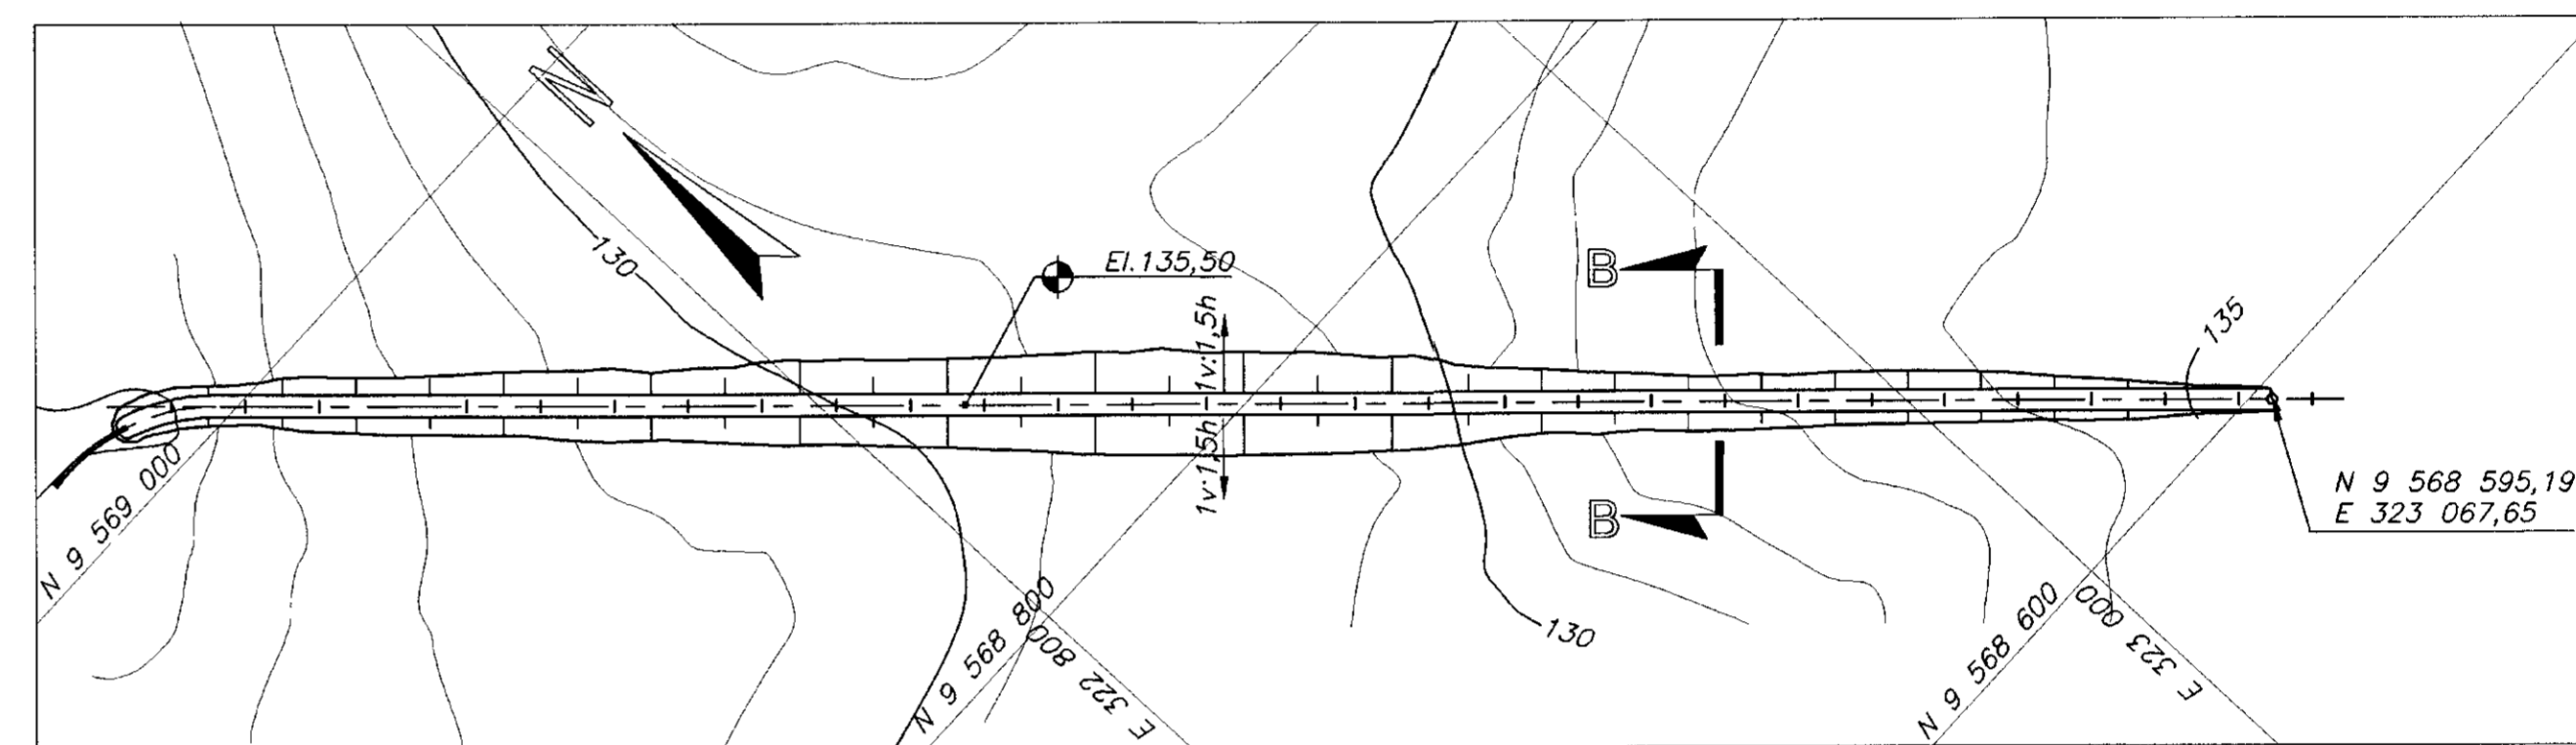 N
130
El.135,50
1v:1,5h
1v:1,5h
B
B
135
N 9 568 595,19
E 323 067,65
N 9 569 000
N 9 568 800
E 322 800
130
N 9 568 600
E 323 000